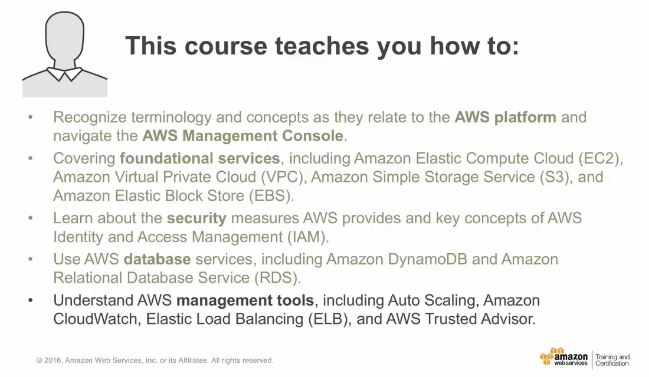 This course teaches you how to:
• Recognize terminology and concepts as they relate to the AWS platform and
navigate the AWS Management Console.
• Covering foundational services, including Amazon Elastic Compute Cloud (EC2),
Amazon Virtual Private Cloud (VPC), Amazon Simple Storage Service (S3), and
Amazon Elastic Block Store (EBS).
• Learn about the security measures AWS provides and key concepts of AWS
Identity and Access Management (IAM).
• Use AWS database services, including Amazon DynamoDB and Amazon
Relational Database Service (RDS).
• Understand AWS management tools, including Auto Scaling, Amazon
CloudWatch, Elastic Load Balancing (ELB), and AWS Trusted Advisor.
© 2016, Amazon Web Services, Inc. or its Affiliates. All rights reserved.
amazon
web services
Training and
Certification